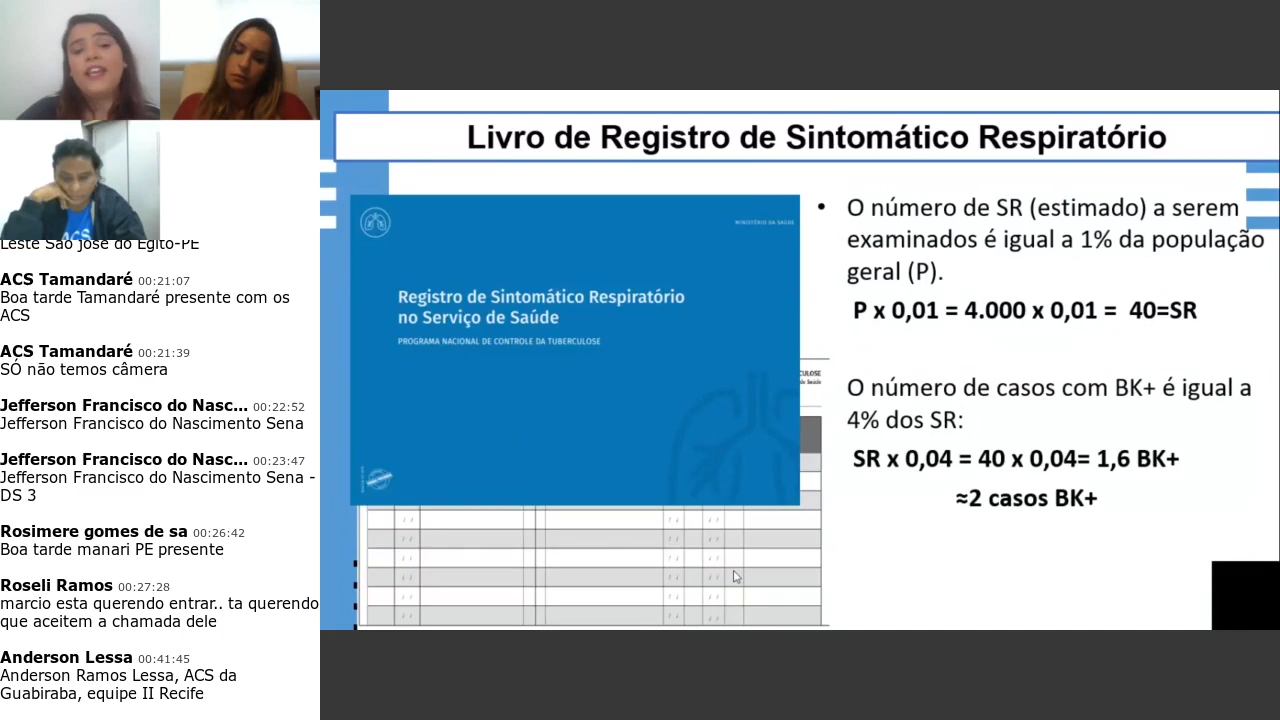 Leste São José do Egito-PE
ACS Tamandaré 00:21:07
Boa tarde Tamandaré presente com os
ACS
ACS Tamandaré 00:21:39
SÓ não temos câmera
Jefferson Francisco do Nasc... 00:22:52
Jefferson Francisco do Nascimento Sena
Jefferson Francisco do Nasc... 00:23:47
Jefferson Francisco do Nascimento Sena -
DS 3
Rosimere gomes de sa 00:26:42
Boa tarde manari PE presente
Roseli Ramos 00:27:28
marcio esta querendo entrar.. ta querendo
que aceitem a chamada dele
Anderson Lessa 00:41:45
Anderson Ramos Lessa, ACS da
Guabiraba, equipe II Recife
Livro de Registro de Sintomático Respiratório
MINISTÉRIO DA SAÚDE
Registro de Sintomático Respiratório
no Serviço de Saúde
PROGRAMA NACIONAL DE CONTROLE DA TUBERCULOSE
• O número de SR (estimado) a serem
examinados é igual a 1% da população
geral (P).
P x 0,01 = 4.000 x 0,01 = 40=SR
O número de casos com BK+ é igual a
4% dos SR:
SR x 0,04 = 40 x 0,04= 1,6 BK+
≈2 casos BK+